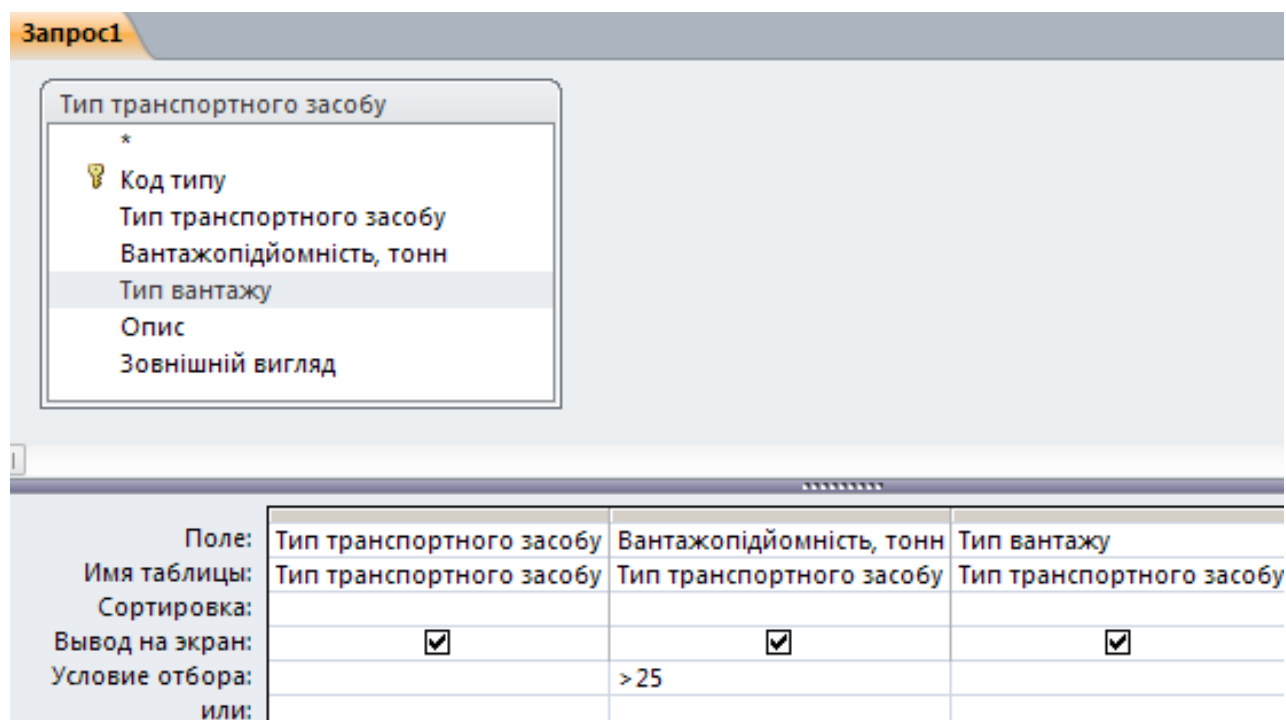 Запрос1
Тип транспортного засобу
*
Код типу
Тип транспортного засобу
Вантажопідйомність, тонн
Тип вантажу
Опис
Зовнішній вигляд
Поле: Тип транспортного засобу Вантажопідйомність, тонн Тип вантажу
Имя таблицы: Тип транспортного засобу Тип транспортного засобу Тип транспортного засобу
Сортировка:
Вывод на экран:
Условие отбора: >25
или: